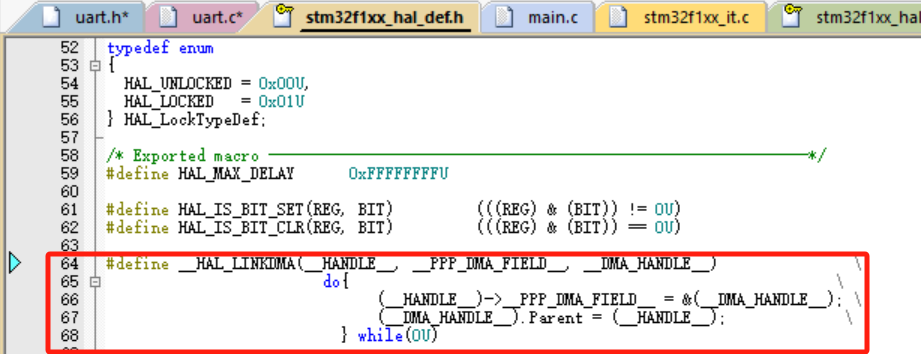 uart.h* uart.c* stm32f1xx_hal_def.h main.c stm32f1xx_it.c stm32f1xx_hal
52 typedef enum
53 {
54 HAL_UNLOCKED = 0x00U,
55 HAL_LOCKED = 0x01U
56 } HAL_LockTypeDef;
57
58 /* Exported macro ------------------------------------------------------------*/
59 #define HAL_MAX_DELAY 0xFFFFFFFFU
60
61 #define HAL_IS_BIT_SET(REG, BIT) (((REG) & (BIT)) != 0U)
62 #define HAL_IS_BIT_CLR(REG, BIT) (((REG) & (BIT)) == 0U)
63
64 #define __HAL_LINKDMA(__HANDLE__, __PPP_DMA_FIELD__, __DMA_HANDLE__) \
65 do{ \
66 (__HANDLE__)->__PPP_DMA_FIELD__ = &(__DMA_HANDLE__); \
67 (__DMA_HANDLE__).Parent = (__HANDLE__); \
68 } while(0U)